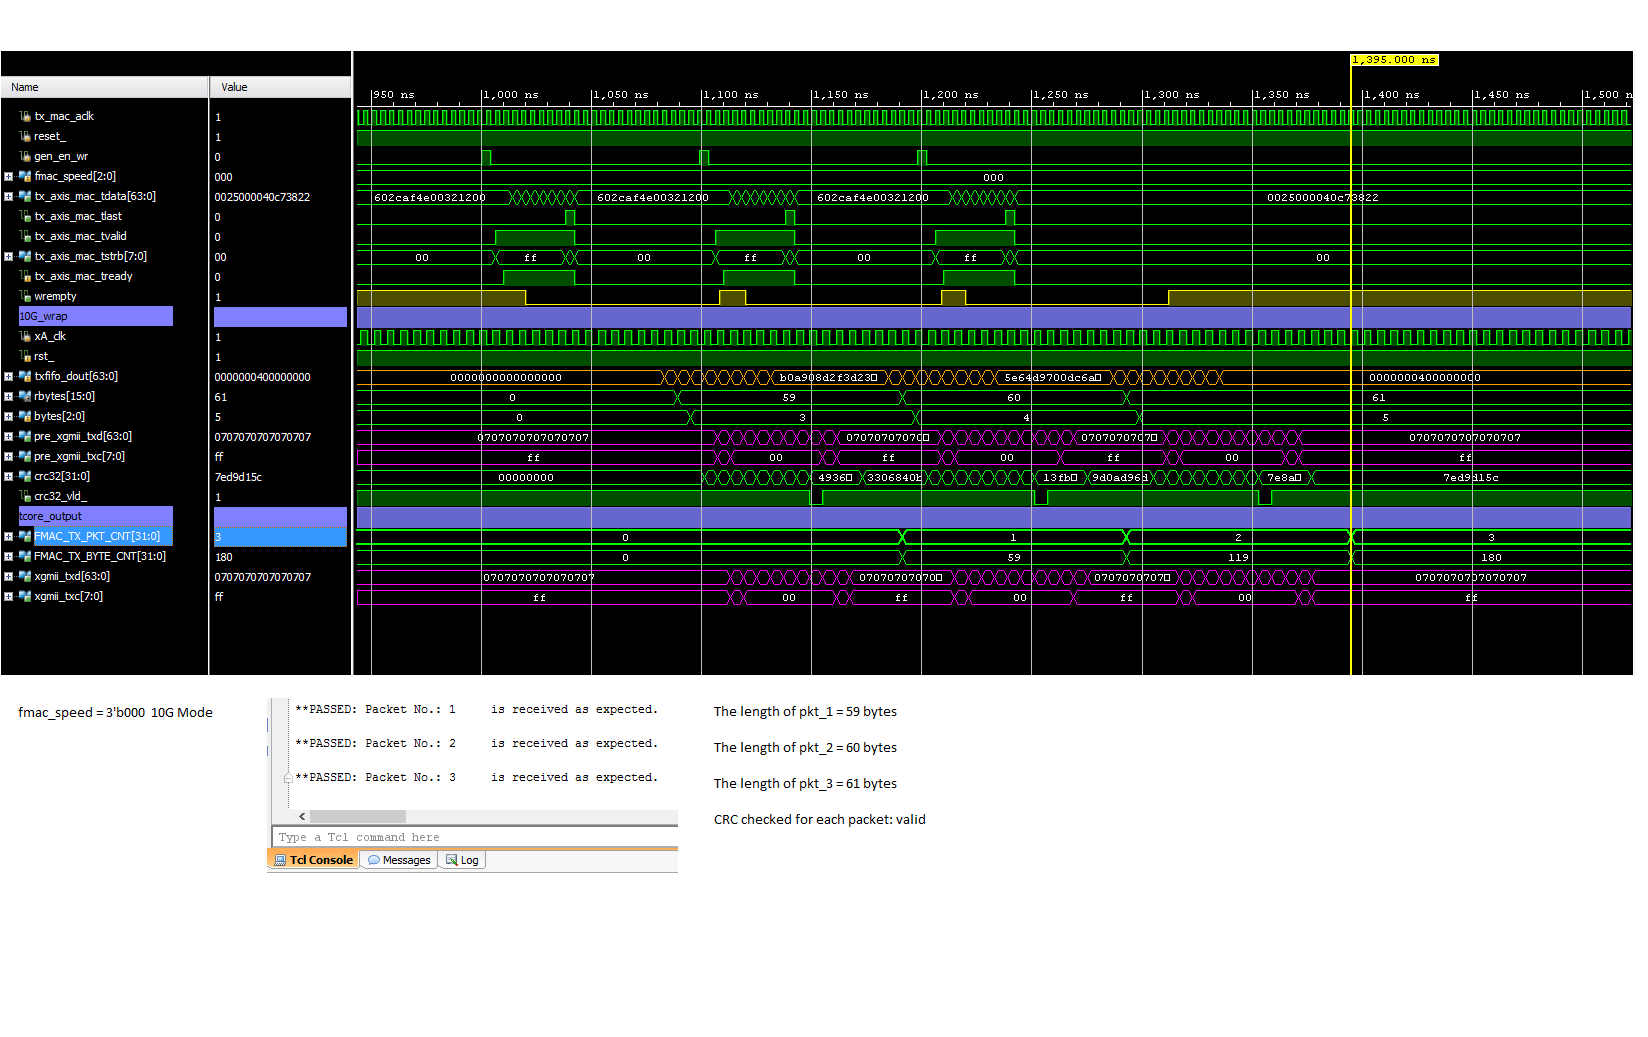 1,395.000 ns
Name Value
950 ns 1,000 ns 1,050 ns 1,100 ns 1,150 ns 1,200 ns 1,250 ns 1,300 ns 1,350 ns 1,400 ns 1,450 ns 1,500 n
tx_mac_aclk 1
reset_ 1
gen_en_wr 0
fmac_speed[2:0] 000 000
tx_axis_mac_tdata[63:0] 0025000040c73822 602caf4e00321200 602caf4e00321200 602caf4e00321200 0025000040c73822
tx_axis_mac_tlast 0
tx_axis_mac_tvalid 0
tx_axis_mac_tstrb[7:0] 00 00 ff 00 ff 00 ff 00
tx_axis_mac_tready 0
wrempty 1
10G_wrap
xA_clk 1
rst_ 1
txfifo_dout[63:0] 0000000400000000 0000000000000000 b0a908d2f3d23 5e64d9700dc6a 0000000400000000
rbytes[15:0] 61 0 59 60 61
bytes[2:0] 5 0 3 4 5
pre_xgmii_txd[63:0] 0707070707070707 0707070707070707 07070707070 0707070707 0707070707070707
pre_xgmii_txc[7:0] ff ff 00 ff 00 ff 00 ff
crc32[31:0] 7ed9d15c 00000000 4936 3306840b 13fb 9d0ad96d 7e8a 7ed9d15c
crc32_vld_ 1
tcore_output
FMAC_TX_PKT_CNT[31:0] 3 0 1 2 3
FMAC_TX_BYTE_CNT[31:0] 180 0 59 119 180
xgmii_txd[63:0] 0707070707070707 0707070707070707 07070707070 0707070707 0707070707070707
xgmii_txc[7:0] ff ff 00 ff 00 ff 00 ff
fmac_speed = 3'b000 10G Mode
**PASSED: Packet No.: 1 is received as expected.
**PASSED: Packet No.: 2 is received as expected.
**PASSED: Packet No.: 3 is received as expected.
Type a Tcl command here
Tcl Console Messages Log
The length of pkt_1 = 59 bytes
The length of pkt_2 = 60 bytes
The length of pkt_3 = 61 bytes
CRC checked for each packet: valid